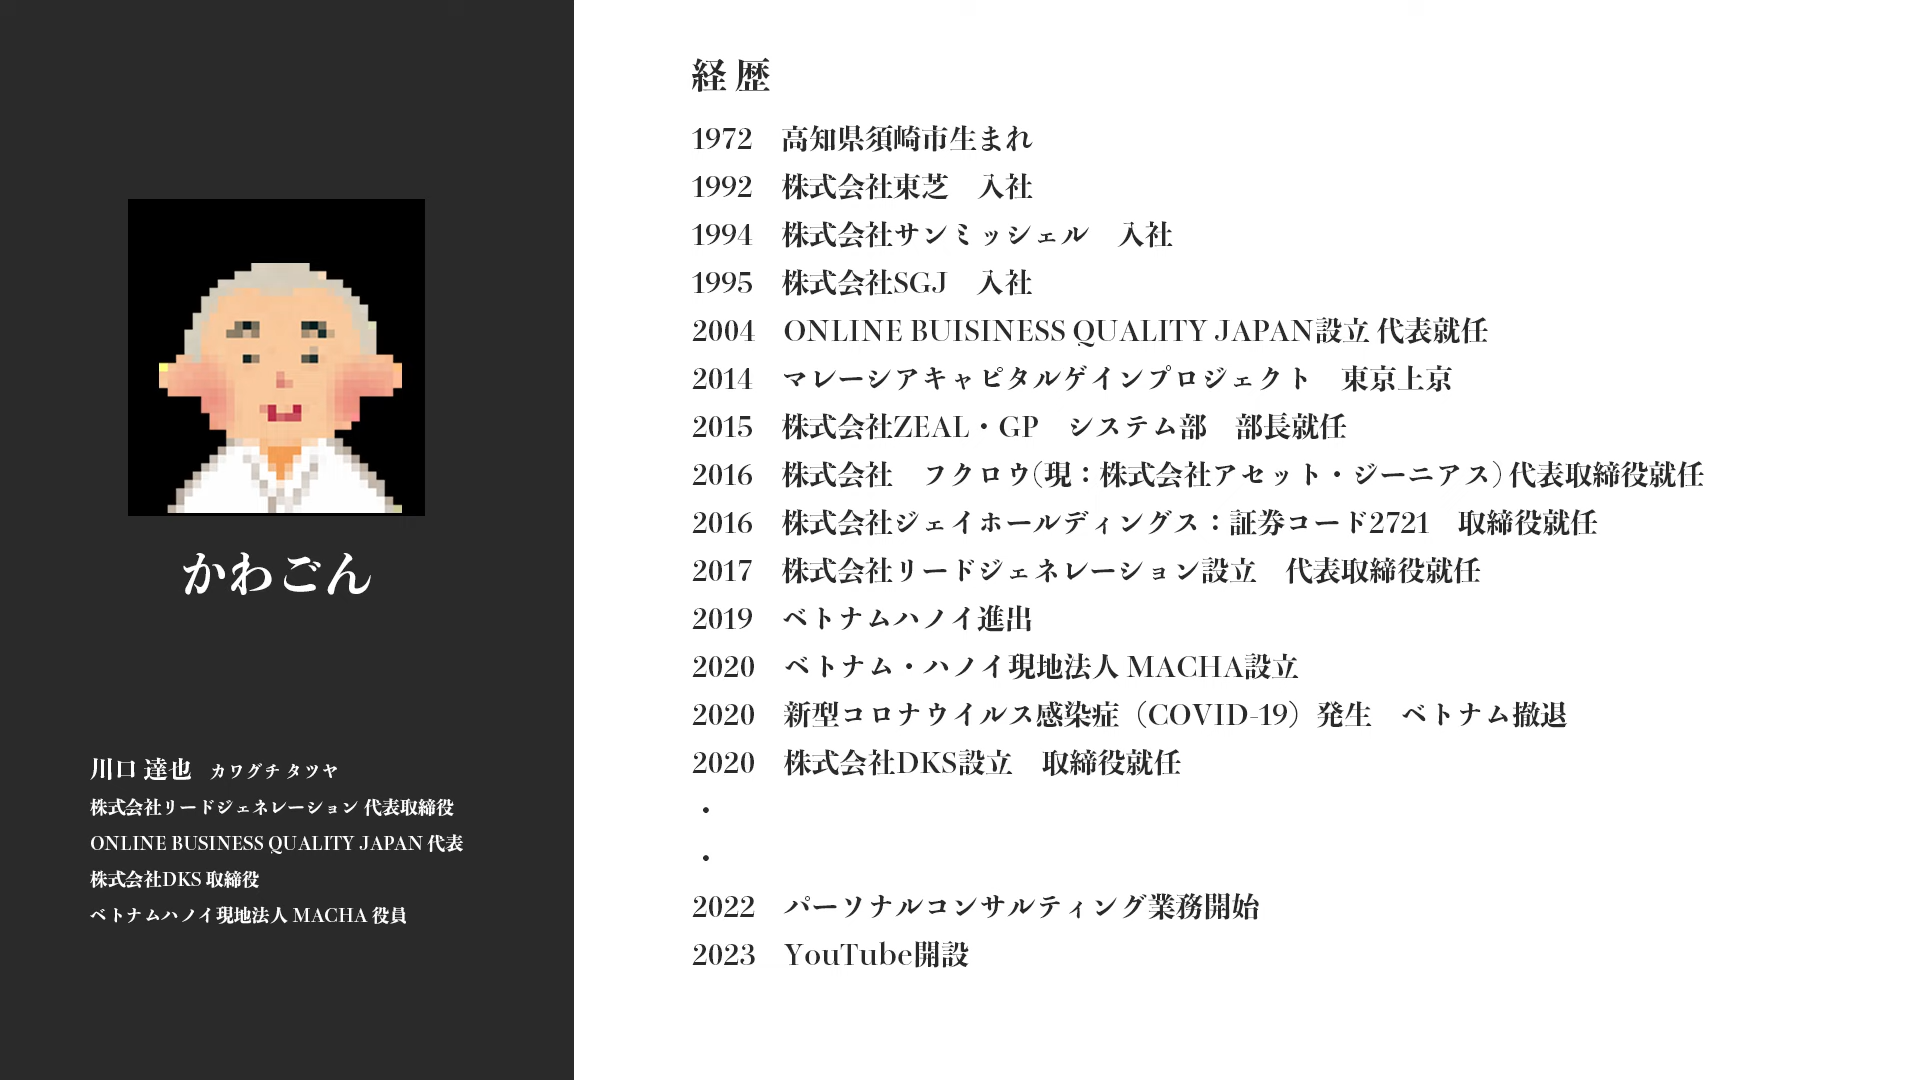 かわごん
川口 達也　カワグチ タツヤ
株式会社リードジェネレーション 代表取締役
ONLINE BUSINESS QUALITY JAPAN 代表
株式会社DKS 取締役
ベトナムハノイ現地法人 MACHA 役員
経歴
1972　高知県須崎市生まれ
1992　株式会社東芝　入社
1994　株式会社サンミッシェル　入社
1995　株式会社SGJ　入社
2004　ONLINE BUISINESS QUALITY JAPAN設立 代表就任
2014　マレーシアキャピタルゲインプロジェクト　東京上京
2015　株式会社ZEAL・GP　システム部　部長就任
2016　株式会社　フクロウ(現：株式会社アセット・ジーニアス) 代表取締役就任
2016　株式会社ジェイホールディングス：証券コード2721　取締役就任
2017　株式会社リードジェネレーション設立　代表取締役就任
2019　ベトナムハノイ進出
2020　ベトナム・ハノイ現地法人 MACHA設立
2020　新型コロナウイルス感染症（COVID-19）発生　ベトナム撤退
2020　株式会社DKS設立　取締役就任
・
・
2022　パーソナルコンサルティング業務開始
2023　YouTube開設